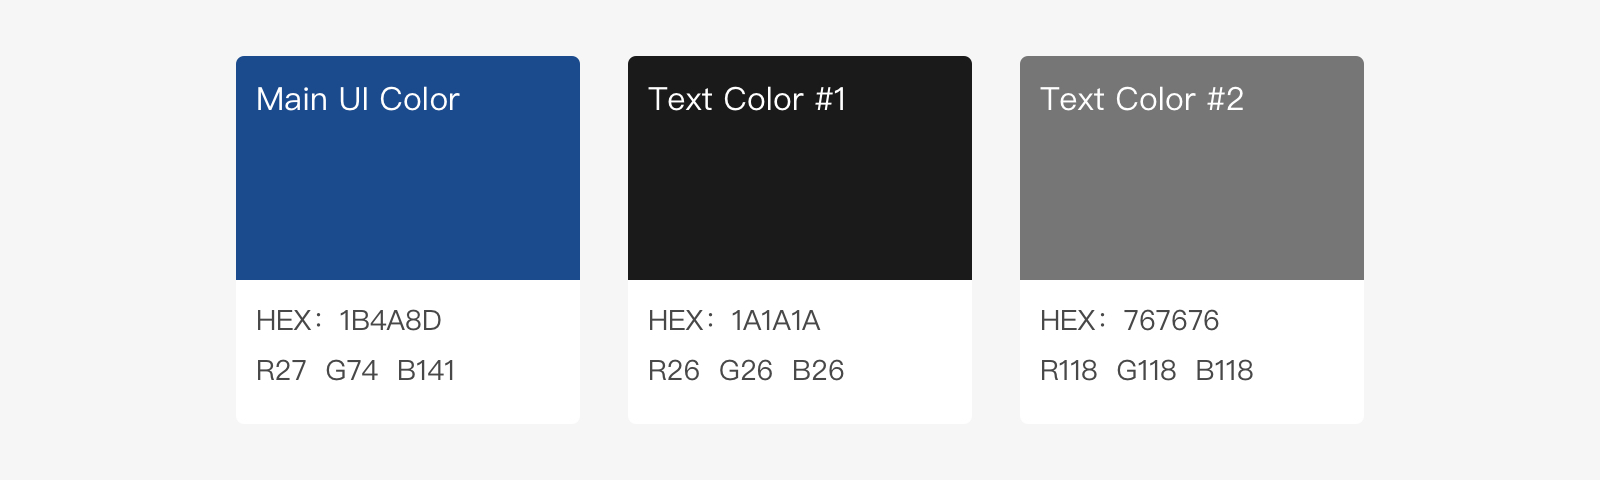 Main UI Color
HEX： 1B4A8D
R27 G74 B141
Text Color #1
HEX： 1A1A1A
R26 G26 B26
Text Color #2
HEX： 767676
R118 G118 B118